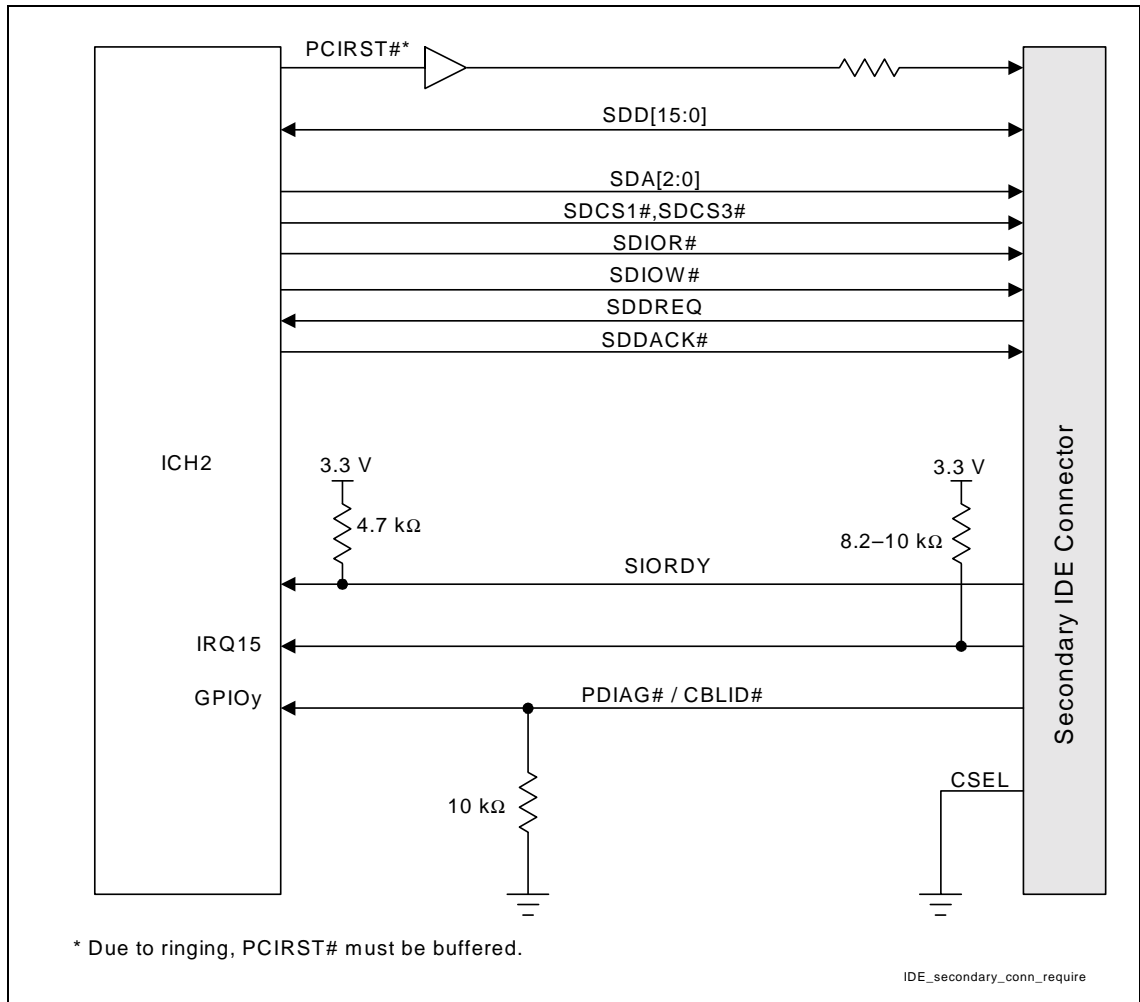 PCIRST#*
SDD[15:0]
SDA[2:0]
SDCS1#,SDCS3#
SDIOR#
SDIOW#
SDDREQ
SDDACK#
ICH2
3.3 V
3.3 V
4.7 kΩ
8.2–10 kΩ
SIORDY
IRQ15
GPIOy
PDIAG# / CBLID#
CSEL
10 kΩ
Secondary IDE Connector
* Due to ringing, PCIRST# must be buffered.
IDE_secondary_conn_require